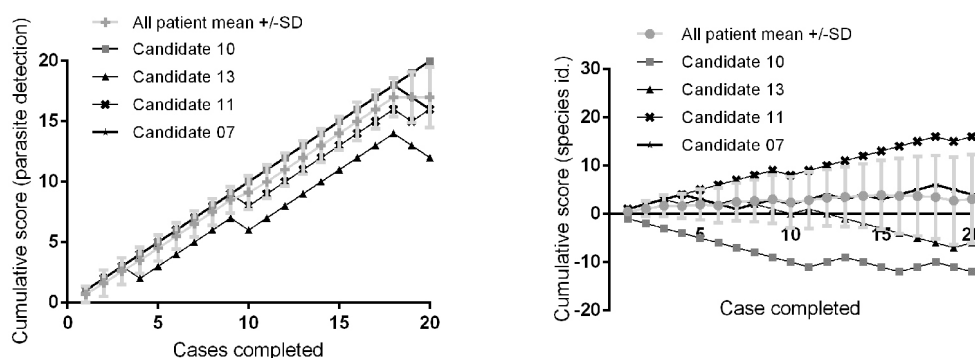 All patient mean +/-SD
Candidate 10
Candidate 13
Candidate 11
Candidate 07
Cumulative score (parasite detection)
20
15
10
5
0
0 5 10 15 20
Cases completed
All patient mean +/-SD
Candidate 10
Candidate 13
Candidate 11
Candidate 07
Cumulative score (species id.)
30
20
10
0
-10
-20
5 10 15 20
Case completed